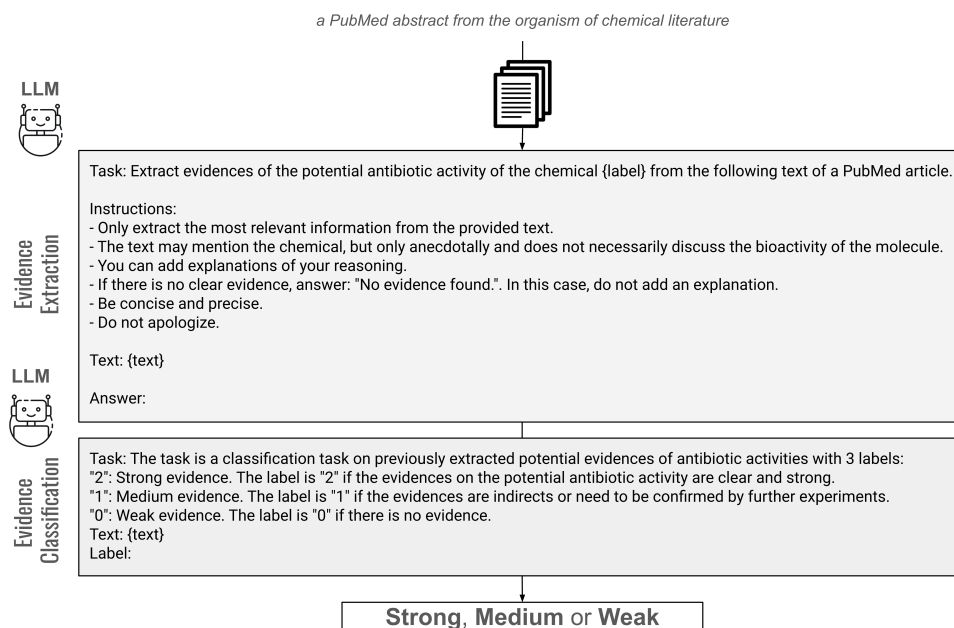 a PubMed abstract from the organism of chemical literature
LLM
Evidence
Extraction
Task: Extract evidences of the potential antibiotic activity of the chemical {label} from the following text of a PubMed article.
Instructions:
- Only extract the most relevant information from the provided text.
- The text may mention the chemical, but only anecdotally and does not necessarily discuss the bioactivity of the molecule.
- You can add explanations of your reasoning.
- If there is no clear evidence, answer: "No evidence found.". In this case, do not add an explanation.
- Be concise and precise.
- Do not apologize.
Text: {text}
Answer:
LLM
Evidence
Classification
Task: The task is a classification task on previously extracted potential evidences of antibiotic activities with 3 labels:
"2": Strong evidence. The label is "2" if the evidences on the potential antibiotic activity are clear and strong.
"1": Medium evidence. The label is "1" if the evidences are indirects or need to be confirmed by further experiments.
"0": Weak evidence. The label is "0" if there is no evidence.
Text: {text}
Label:
Strong, Medium or Weak